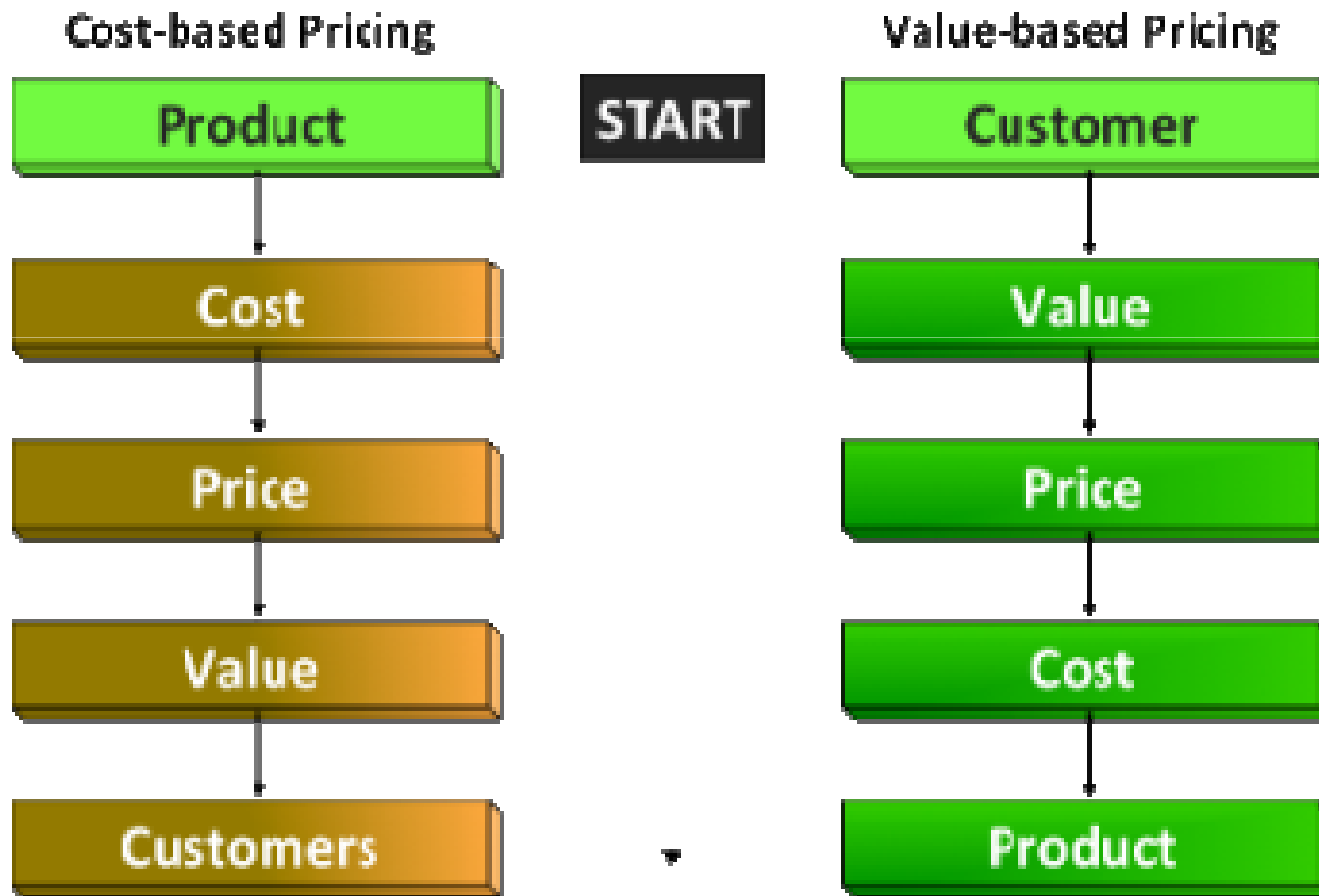 Cost-based Pricing
Product
Cost
Price
Value
Customers
START
Value-based Pricing
Customer
Value
Price
Cost
Product